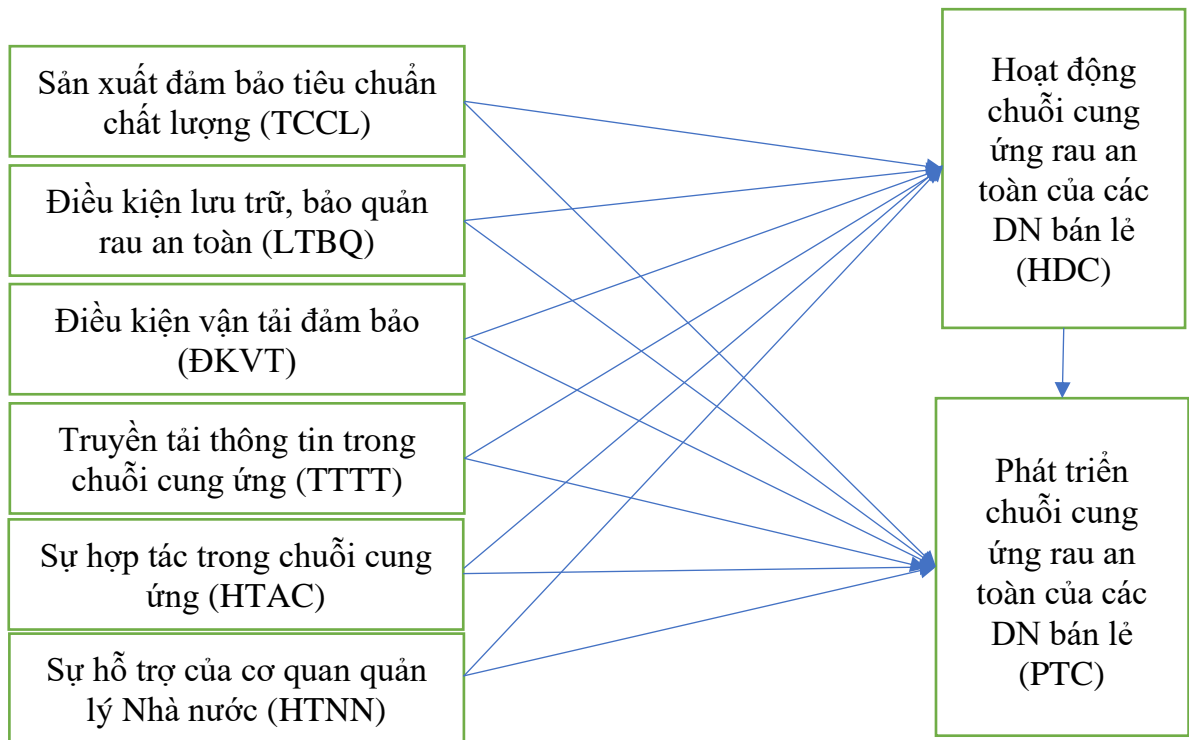 Sản xuất đảm bảo tiêu chuẩn
chất lượng (TCCL)
Điều kiện lưu trữ, bảo quản
rau an toàn (LTBQ)
Điều kiện vận tải đảm bảo
(ĐKVT)
Truyền tải thông tin trong
chuỗi cung ứng (TTTT)
Sự hợp tác trong chuỗi cung
ứng (HTAC)
Sự hỗ trợ của cơ quan quản
lý Nhà nước (HTNN)
Hoạt động
chuỗi cung
ứng rau an
toàn của các
DN bán lẻ
(HDC)
Phát triển
chuỗi cung
ứng rau an
toàn của các
DN bán lẻ
(PTC)